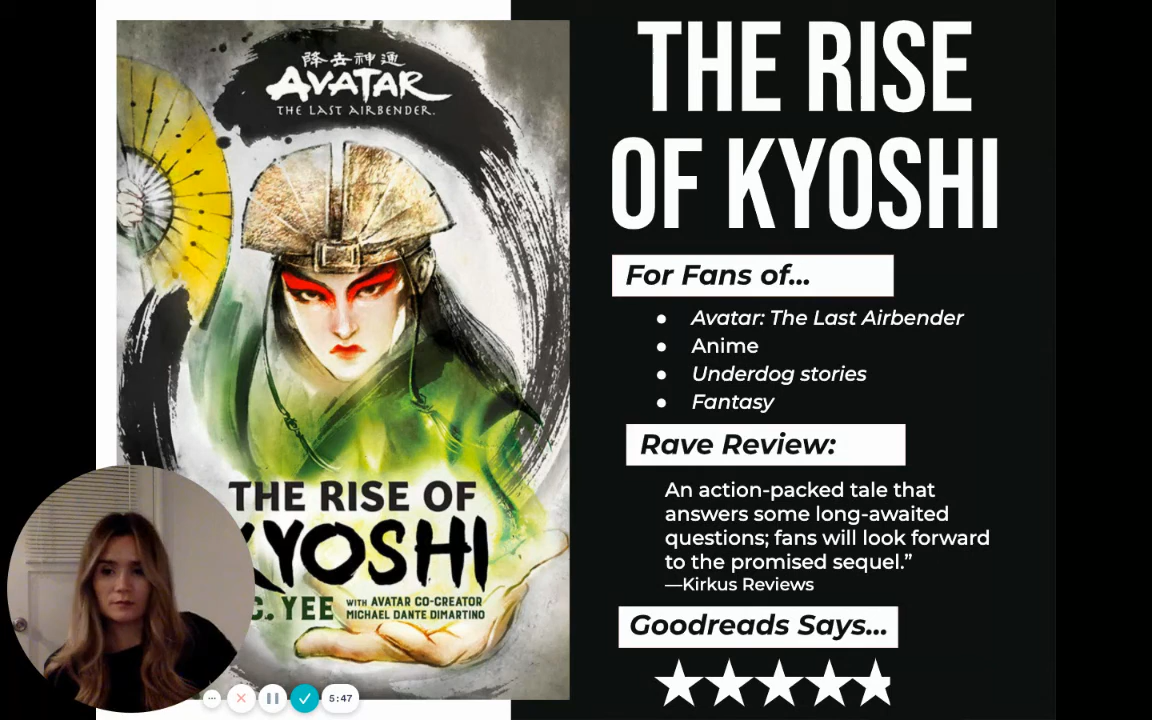 降去神通
AVATAR
THE LAST AIRBENDER.
THE RISE OF
KYOSHI
C. YEE
WITH AVATAR CO-CREATOR
MICHAEL DANTE DIMARTINO
THE RISE
OF KYOSHI
For Fans of...
● Avatar: The Last Airbender
● Anime
● Underdog stories
● Fantasy
Rave Review:
An action-packed tale that
answers some long-awaited
questions; fans will look forward
to the promised sequel.”
—Kirkus Reviews
Goodreads Says...
5:47